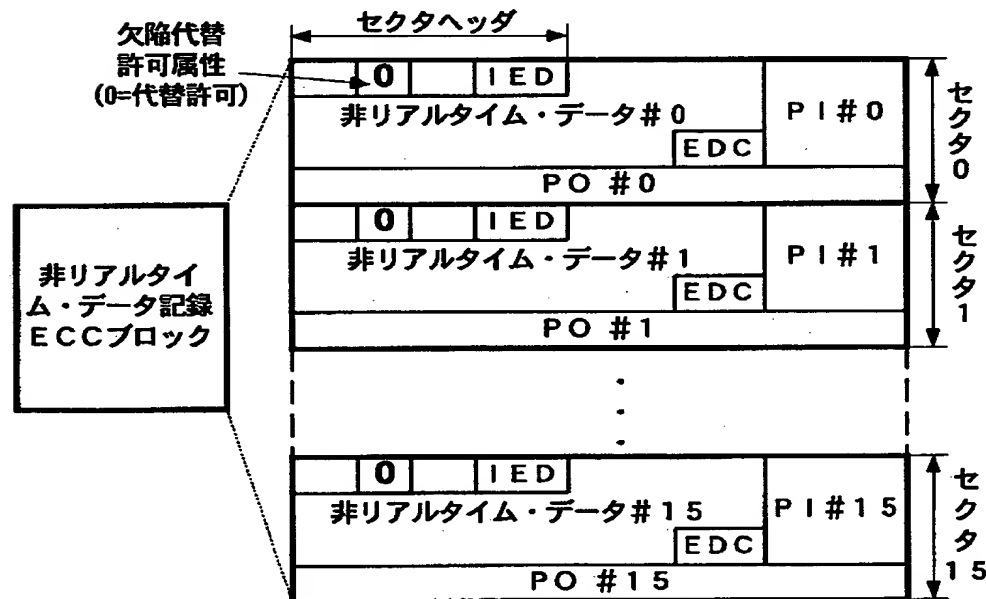 セクタヘッダ
欠陥代替
許可属性
(0=代替許可)
0
IED
非リアルタイム・データ#0
EDC
PI#0
PO #0
セクタ0
0
IED
非リアルタイム・データ#1
EDC
PI#1
PO #1
セクタ1
非リアルタイ
ム・データ記録
ECCブロック
0
IED
非リアルタイム・データ#15
EDC
PI#15
PO #15
セクタ15